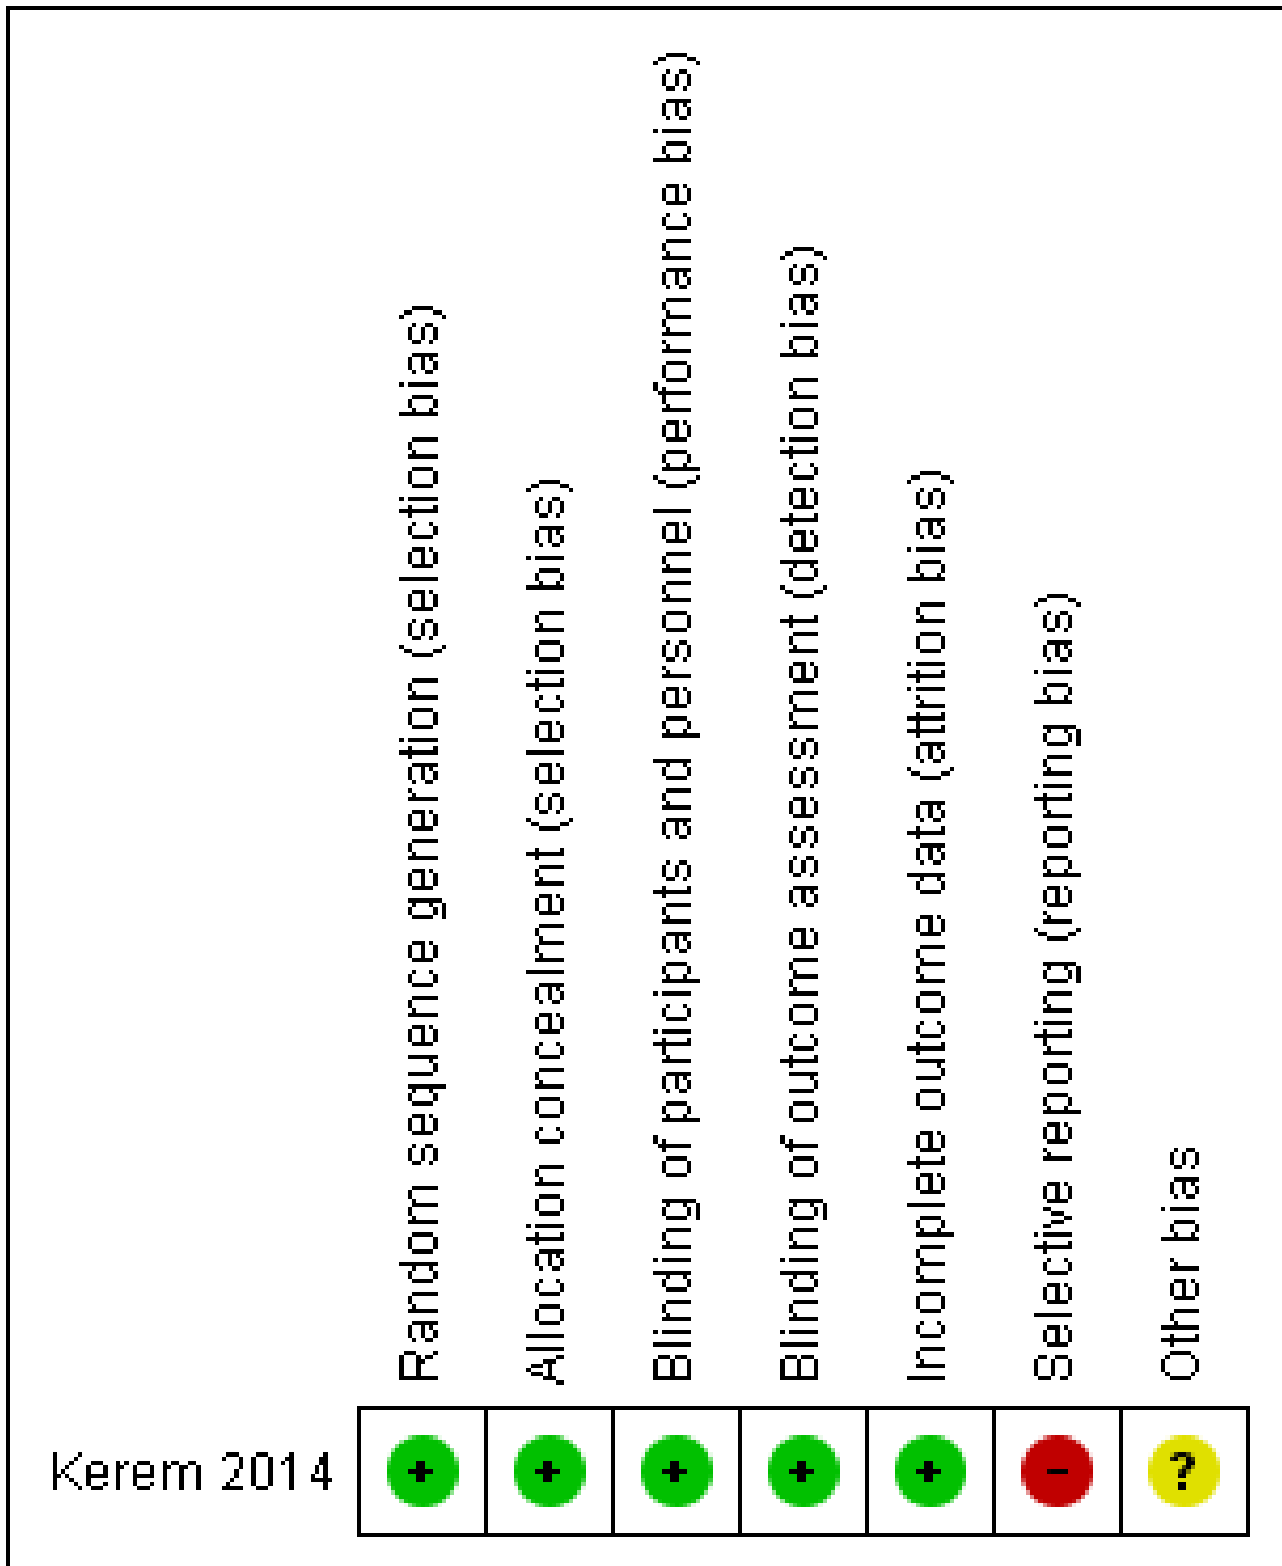 Random sequence generation (selection bias)
Allocation concealment (selection bias)
Blinding of participants and personnel (performance bias)
Blinding of outcome assessment (detection bias)
Incomplete outcome data (attrition bias)
Selective reporting (reporting bias)
Other bias
Kerem 2014 + + + + + - ?